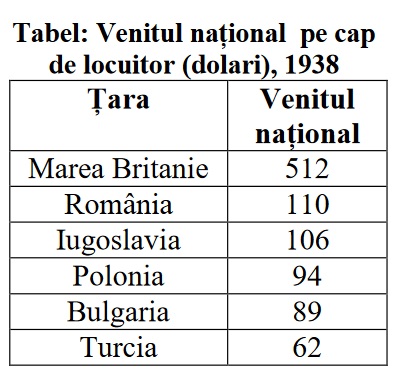 Tabel: Venitul național pe cap
de locuitor (dolari), 1938
Țara Venitul
național
Marea Britanie 512
România 110
Iugoslavia 106
Polonia 94
Bulgaria 89
Turcia 62